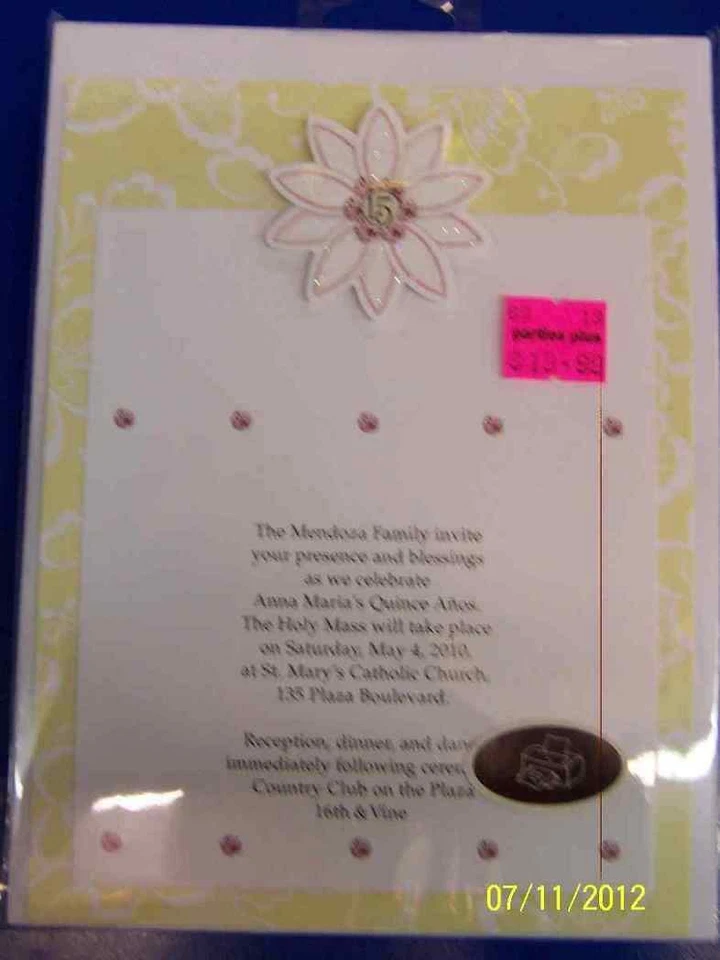 15
parties plus
The Mendoza Family invite
your presence and blessings
as we celebrate
Anna Maria's Quince Años.
The Holy Mass will take place
on Saturday, May 4, 2010,
at St. Mary's Catholic Church,
135 Plaza Boulevard.
Reception, dinner, and
immediately following
Country Club on the Plaza
16th & Vine
07/11/2012